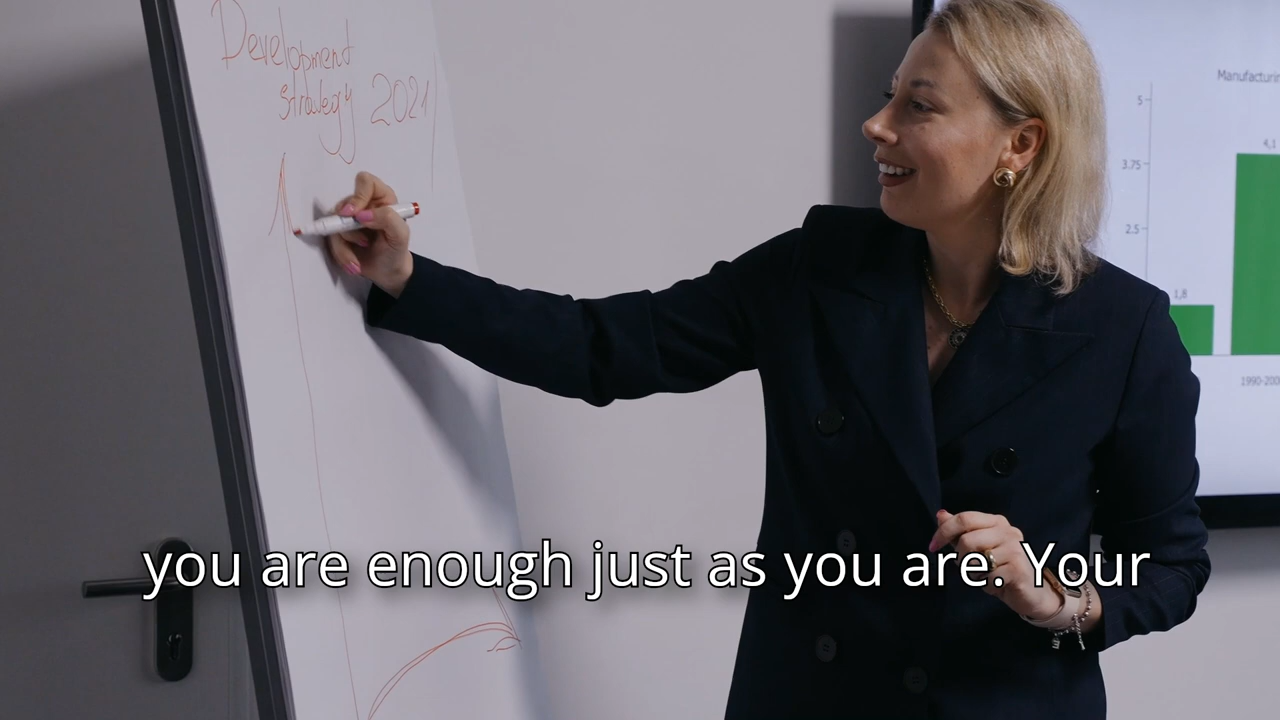 Development
strategy 2021
Manufacturin
5
4,1
3.75
2.5
1,8
1990-200
you are enough just as you are. Your